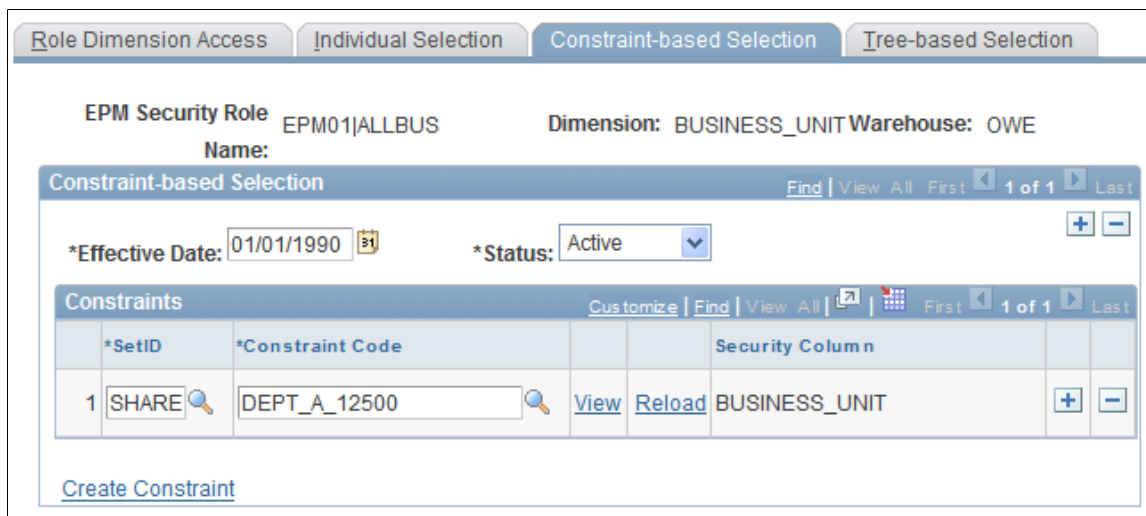 Role Dimension Access Individual Selection Constraint-based Selection Tree-based Selection
EPM Security Role Name: EPM01|ALLBUS Dimension: BUSINESS_UNIT Warehouse: OWE
Constraint-based Selection Find | View All First 1 of 1 Last
*Effective Date: 01/01/1990 31 *Status: Active
Constraints Customize | Find | View All | | First 1 of 1 Last
*SetID *Constraint Code Security Column
1 SHARE DEPT_A_12500 View Reload BUSINESS_UNIT
Create Constraint